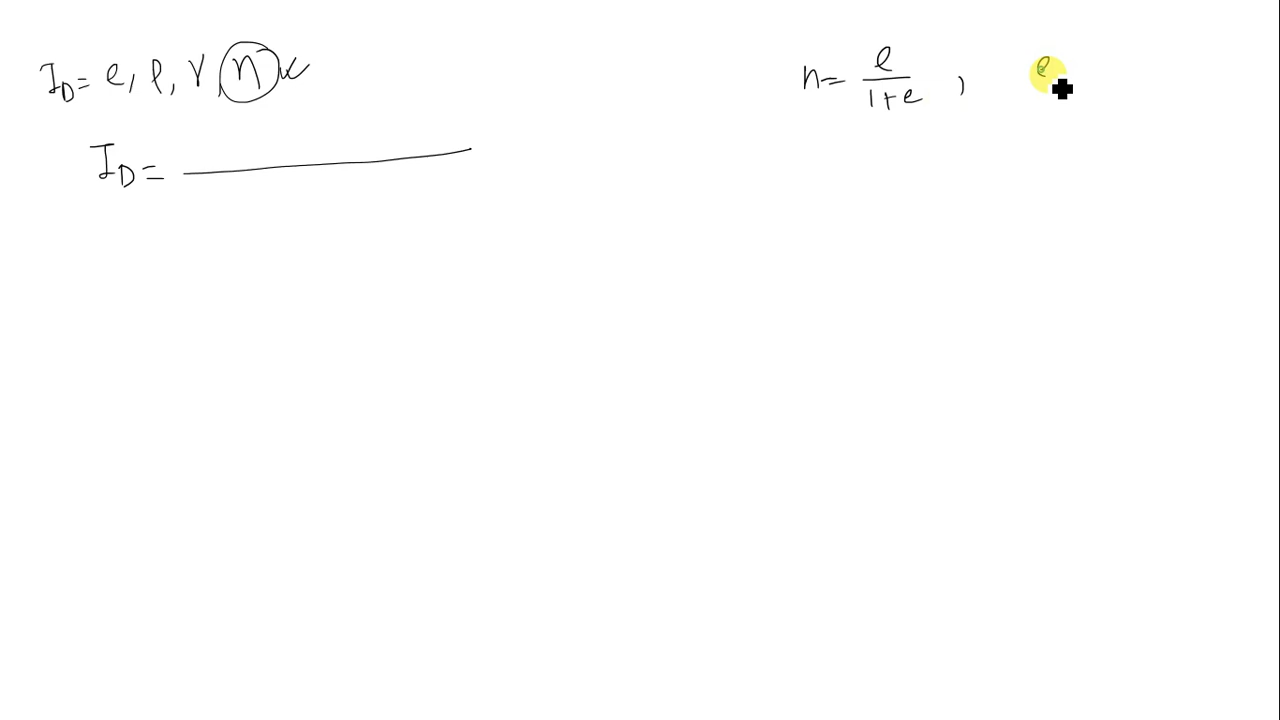 I_D = e, ρ, γ, n
I_D =
n = e/(1+e) , e